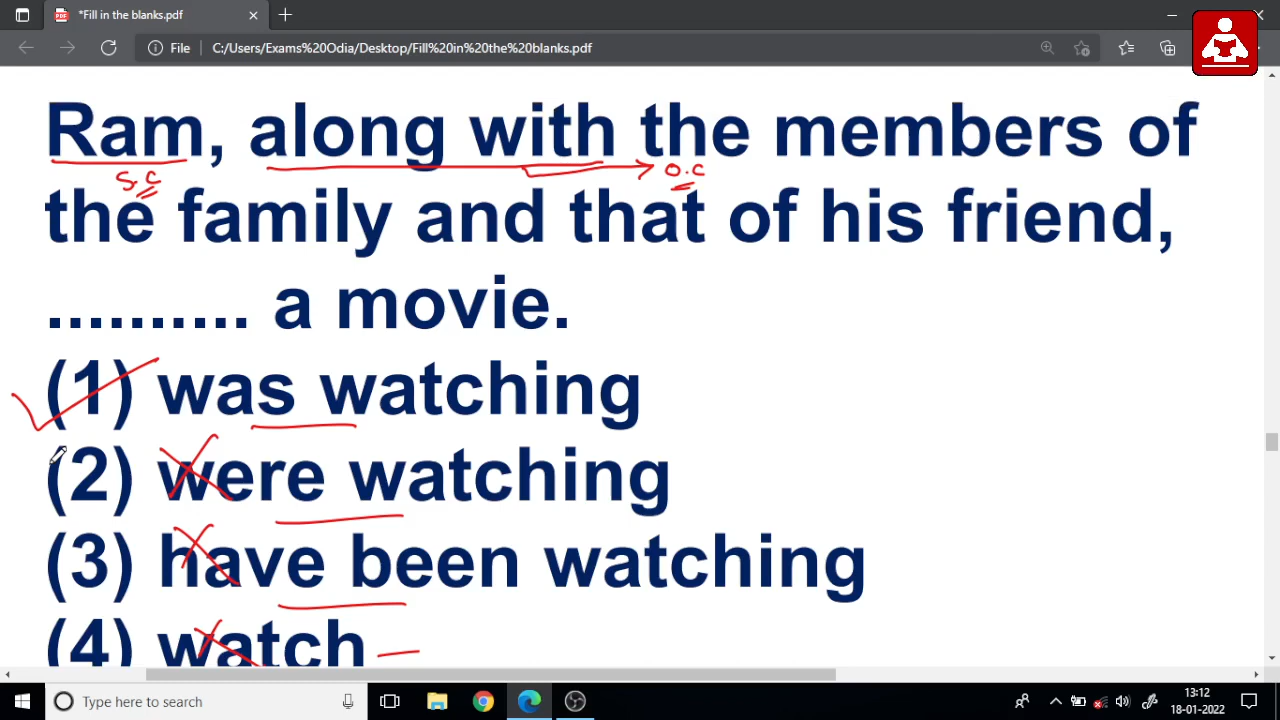 *Fill in the blanks.pdf
File C:/Users/Exams%20Odia/Desktop/Fill%20in%20the%20blanks.pdf
Ram, along with the members of
S.C O.C
the family and that of his friend,
.......... a movie.
(1) was watching
(2) were watching
(3) have been watching
(4) watch
Type here to search
13:12
18-01-2022